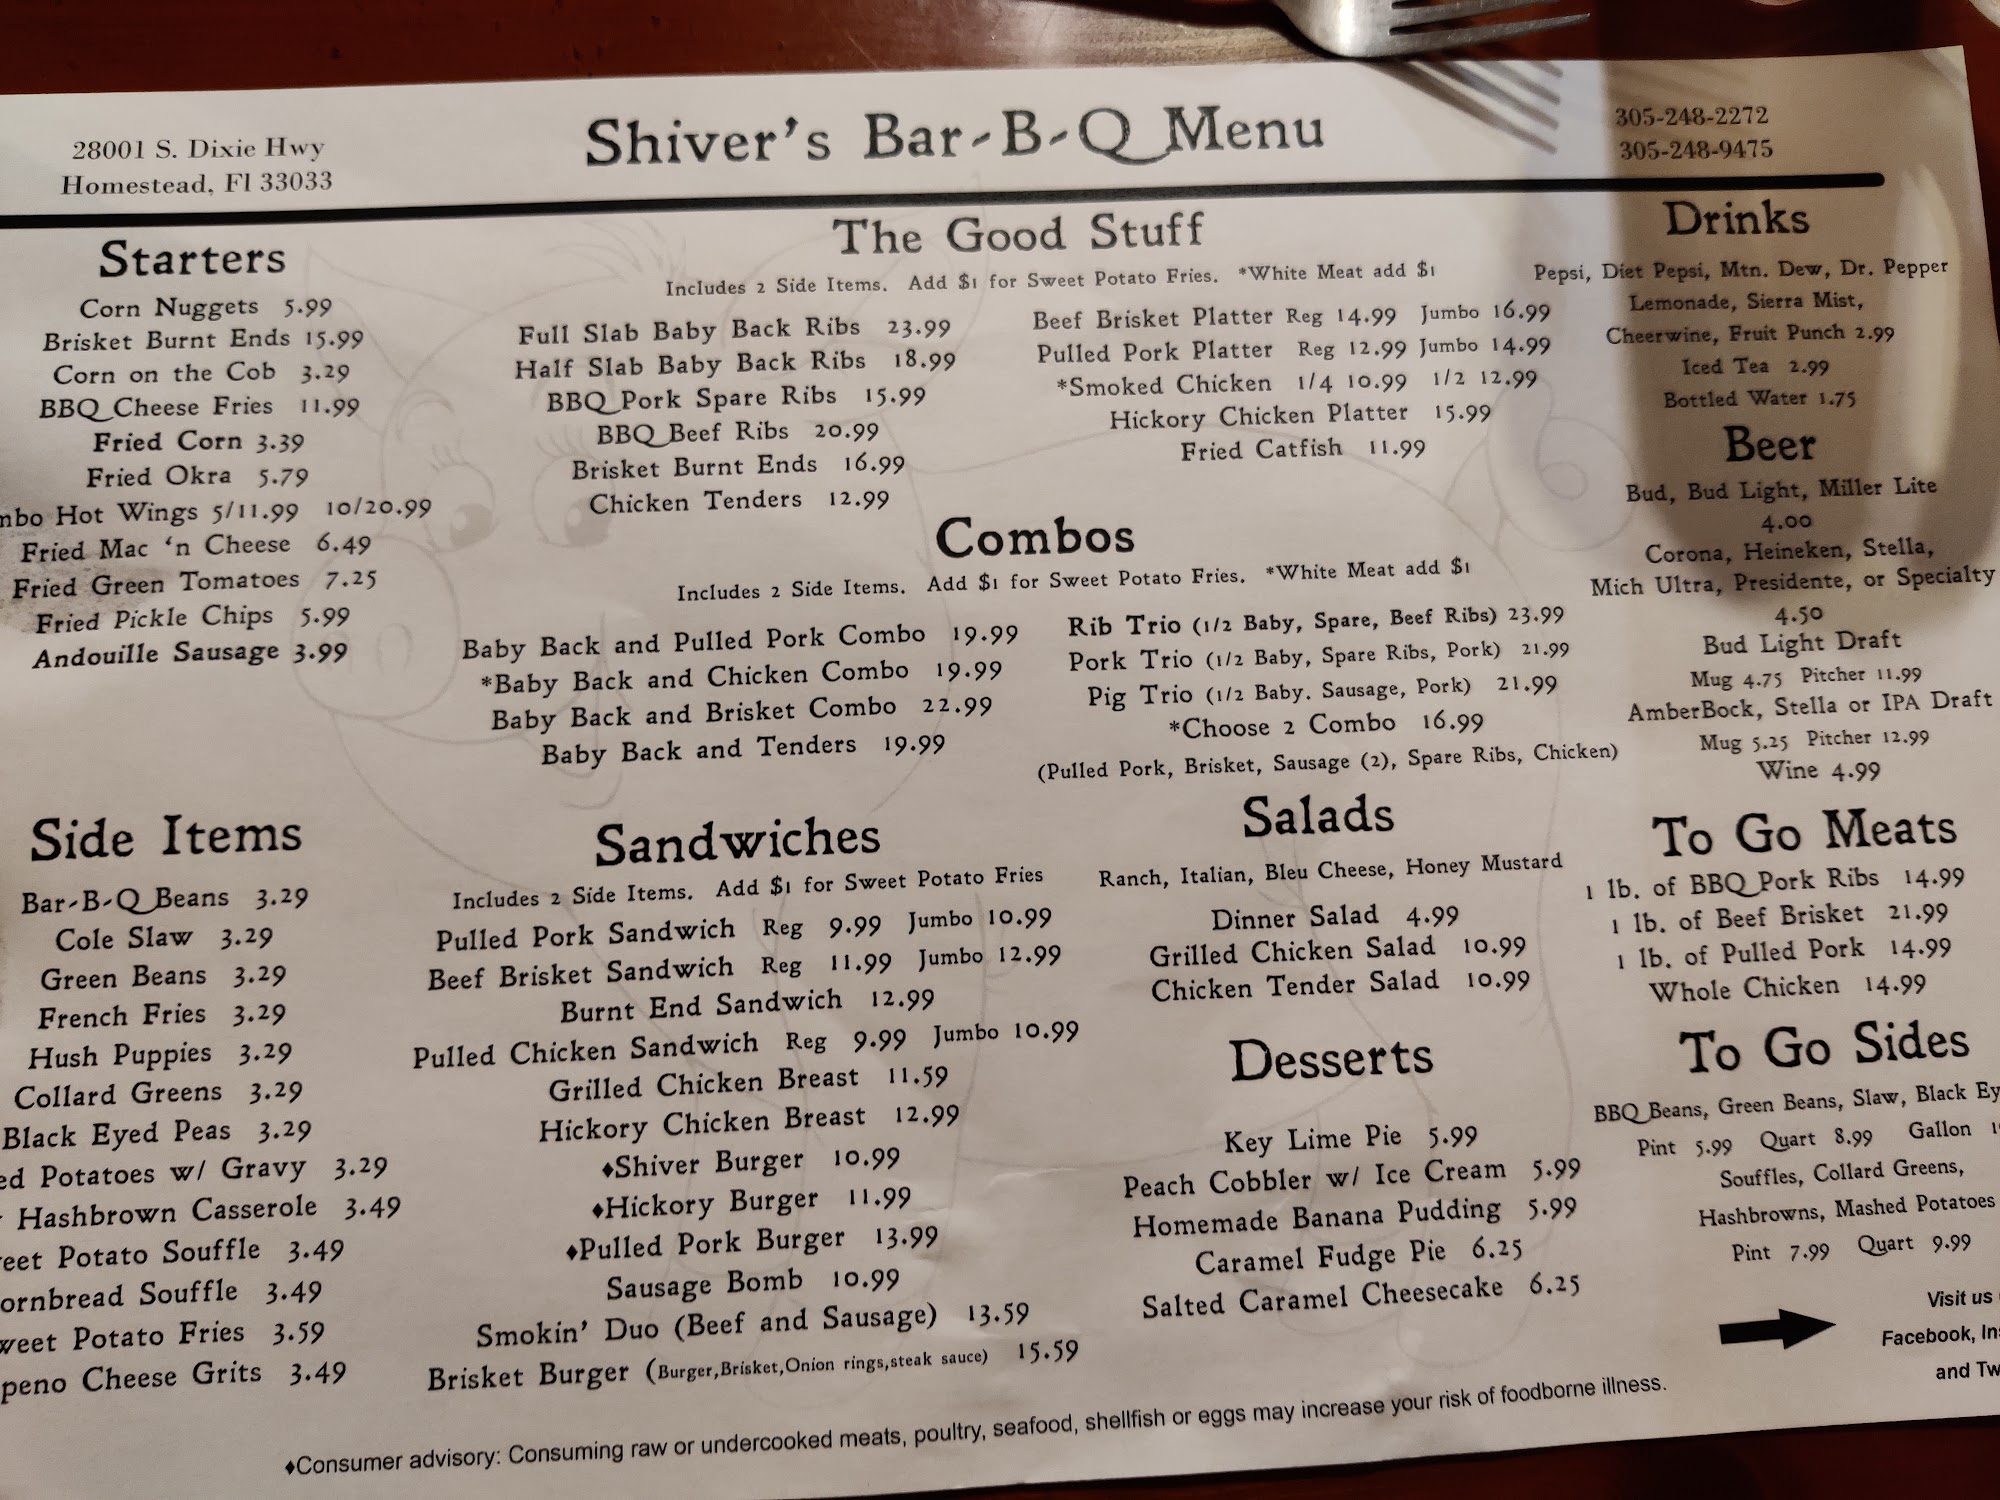 28001 S. Dixie Hwy
Homestead, Fl 33033
Shiver's Bar-B-Q Menu
305-248-2272
305-248-9475
Starters
Corn Nuggets 5.99
Brisket Burnt Ends 15.99
Corn on the Cob 3.29
BBQ Cheese Fries 11.99
Fried Corn 3.39
Fried Okra 5.79
Hot Wings 5/11.99 10/20.99
Fried Mac 'n Cheese 6.49
Fried Green Tomatoes 7.25
Fried Pickle Chips 5.99
Andouille Sausage 3.99
The Good Stuff
Includes 2 Side Items. Add $1 for Sweet Potato Fries. *White Meat add $1
Full Slab Baby Back Ribs 23.99
Half Slab Baby Back Ribs 18.99
BBQ Pork Spare Ribs 15.99
BBQ Beef Ribs 20.99
Brisket Burnt Ends 16.99
Chicken Tenders 12.99
Beef Brisket Platter Reg 14.99 Jumbo 16.99
Pulled Pork Platter Reg 12.99 Jumbo 14.99
*Smoked Chicken 1/4 10.99 1/2 12.99
Hickory Chicken Platter 15.99
Fried Catfish 11.99
Combos
Includes 2 Side Items. Add $1 for Sweet Potato Fries. *White Meat add $1
Baby Back and Pulled Pork Combo 19.99
*Baby Back and Chicken Combo 19.99
Baby Back and Brisket Combo 22.99
Baby Back and Tenders 19.99
Rib Trio (1/2 Baby, Spare, Beef Ribs) 23.99
Pork Trio (1/2 Baby, Spare Ribs, Pork) 21.99
Pig Trio (1/2 Baby. Sausage, Pork) 21.99
*Choose 2 Combo 16.99
(Pulled Pork, Brisket, Sausage (2), Spare Ribs, Chicken)
Drinks
Pepsi, Diet Pepsi, Mtn. Dew, Dr. Pepper
Lemonade, Sierra Mist,
Cheerwine, Fruit Punch 2.99
Iced Tea 2.99
Bottled Water 1.75
Beer
Bud, Bud Light, Miller Lite
4.00
Corona, Heineken, Stella,
Mich Ultra, Presidente, or Specialty
4.50
Bud Light Draft
Mug 4.75 Pitcher 11.99
AmberBock, Stella or IPA Draft
Mug 5.25 Pitcher 12.99
Wine 4.99
Side Items
Bar-B-Q Beans 3.29
Cole Slaw 3.29
Green Beans 3.29
French Fries 3.29
Hush Puppies 3.29
Collard Greens 3.29
Black Eyed Peas 3.29
Potatoes w/ Gravy 3.29
Hashbrown Casserole 3.49
Potato Souffle 3.49
Souffle 3.49
Potato Fries 3.59
Cheese Grits 3.49
Sandwiches
Includes 2 Side Items. Add $1 for Sweet Potato Fries
Pulled Pork Sandwich Reg 9.99 Jumbo 10.99
Beef Brisket Sandwich Reg 11.99 Jumbo 12.99
Burnt End Sandwich 12.99
Pulled Chicken Sandwich Reg 9.99 Jumbo 10.99
Grilled Chicken Breast 11.59
Hickory Chicken Breast 12.99
♦Shiver Burger 10.99
♦Hickory Burger 11.99
♦Pulled Pork Burger 13.99
Sausage Bomb 10.99
Smokin' Duo (Beef and Sausage) 13.59
Brisket Burger (Burger,Brisket,Onion rings,steak sauce) 15.59
Salads
Ranch, Italian, Bleu Cheese, Honey Mustard
Dinner Salad 4.99
Grilled Chicken Salad 10.99
Chicken Tender Salad 10.99
Desserts
Key Lime Pie 5.99
Peach Cobbler w/ Ice Cream 5.99
Homemade Banana Pudding 5.99
Caramel Fudge Pie 6.25
Salted Caramel Cheesecake 6.25
To Go Meats
1 lb. of BBQ Pork Ribs 14.99
1 lb. of Beef Brisket 21.99
1 lb. of Pulled Pork 14.99
Whole Chicken 14.99
To Go Sides
BBQ Beans, Green Beans, Slaw, Black
Pint 5.99 Quart 8.99 Gallon
Souffles, Collard Greens,
Hashbrowns, Mashed Potatoes
Pint 7.99 Quart 9.99
Visit us
Facebook,
and
♦Consumer advisory: Consuming raw or undercooked meats, poultry, seafood, shellfish or eggs may increase your risk of foodborne illness.